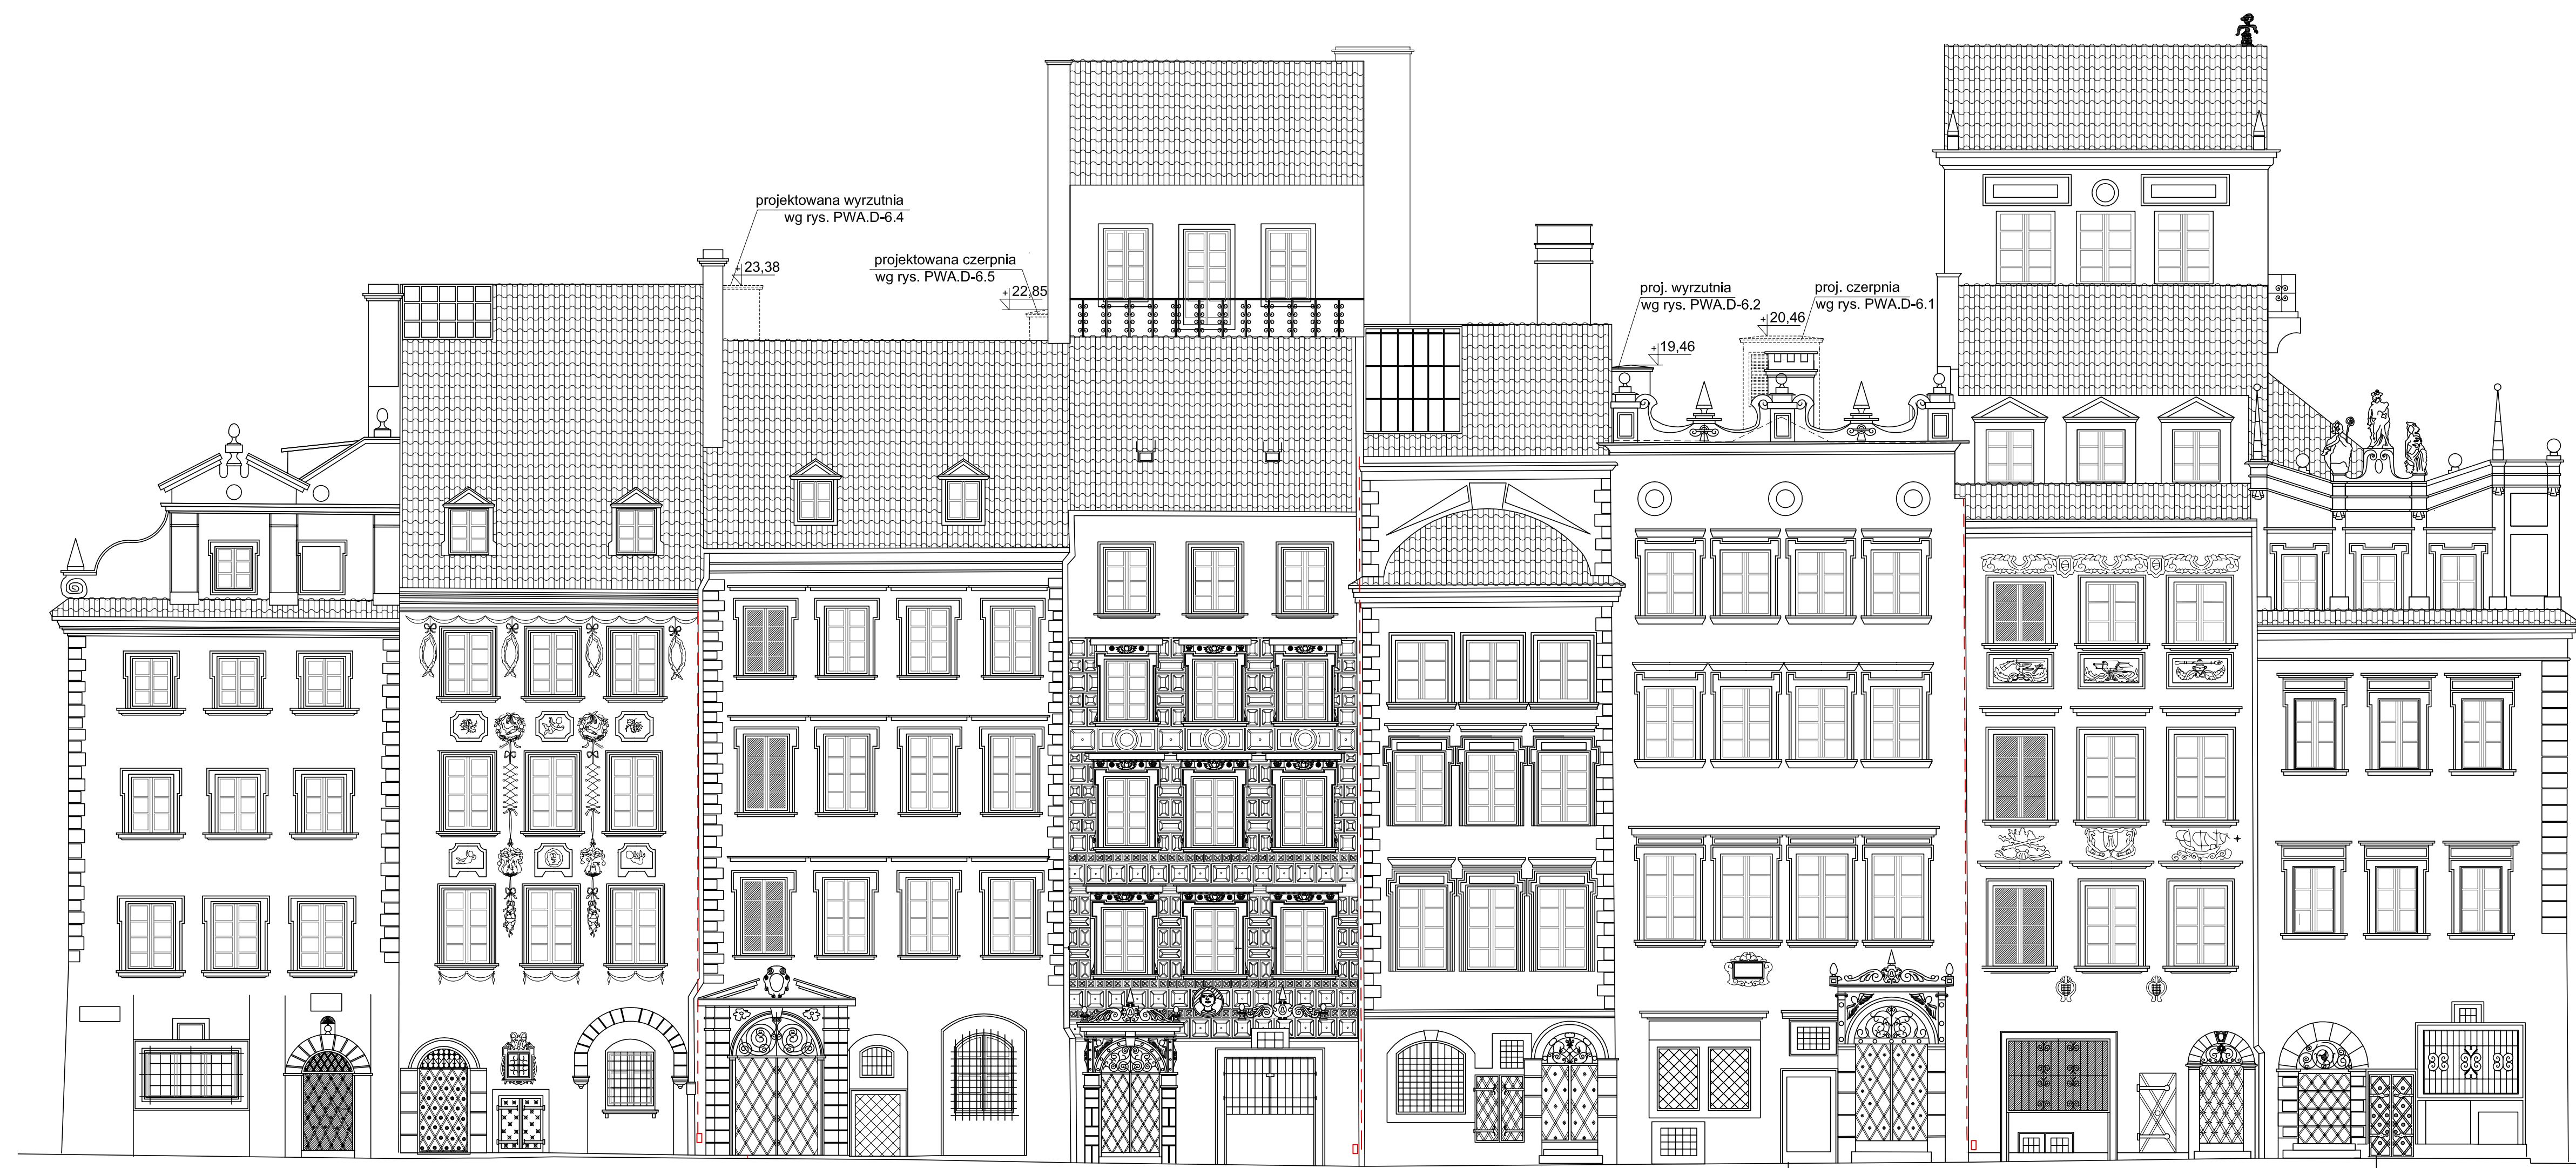 projektowana wyrzutnia
wg rys. PWA.D-6.4
+23,38
projektowana czerpnia
wg rys. PWA.D-6.5
+22,85
proj. wyrzutnia
wg rys. PWA.D-6.2
+19,46
proj. czerpnia
wg rys. PWA.D-6.1
+20,46